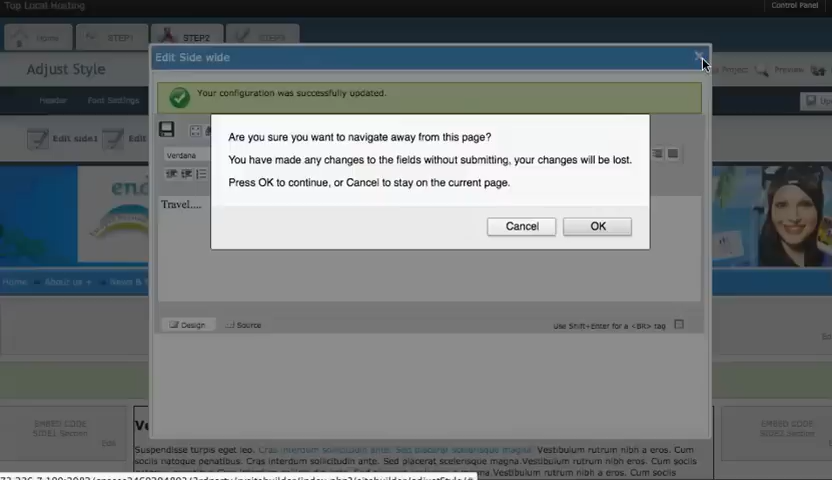 Top Local Hosting
Control Panel
Home
STEP1
STEP2
STEP3
Edit Side wide
Adjust Style
Project
Preview
Your configuration was successfully updated.
Header
Font Settings
Are you sure you want to navigate away from this page?
Edit side1
Edit
You have made any changes to the fields without submitting, your changes will be lost.
Verdana
Press OK to continue, or Cancel to stay on the current page.
Travel....
Cancel
OK
Home
About us +
News &
Design
Source
Use Shift+Enter for a <BR> tag
EMBED CODE
SIDE1 Section
Edit
EMBED CODE
SIDE2 Section
Suspendisse turpis eget leo. Cras interdum sollicitudin ante. Sed placerat scelerisque magna. Vestibulum rutrum nibh a eros. Cum
sociis natoque penatibus. Cras interdum sollicitudin ante. Sed placerat scelerisque magna. Vestibulum rutrum nibh a eros. Cum sociis